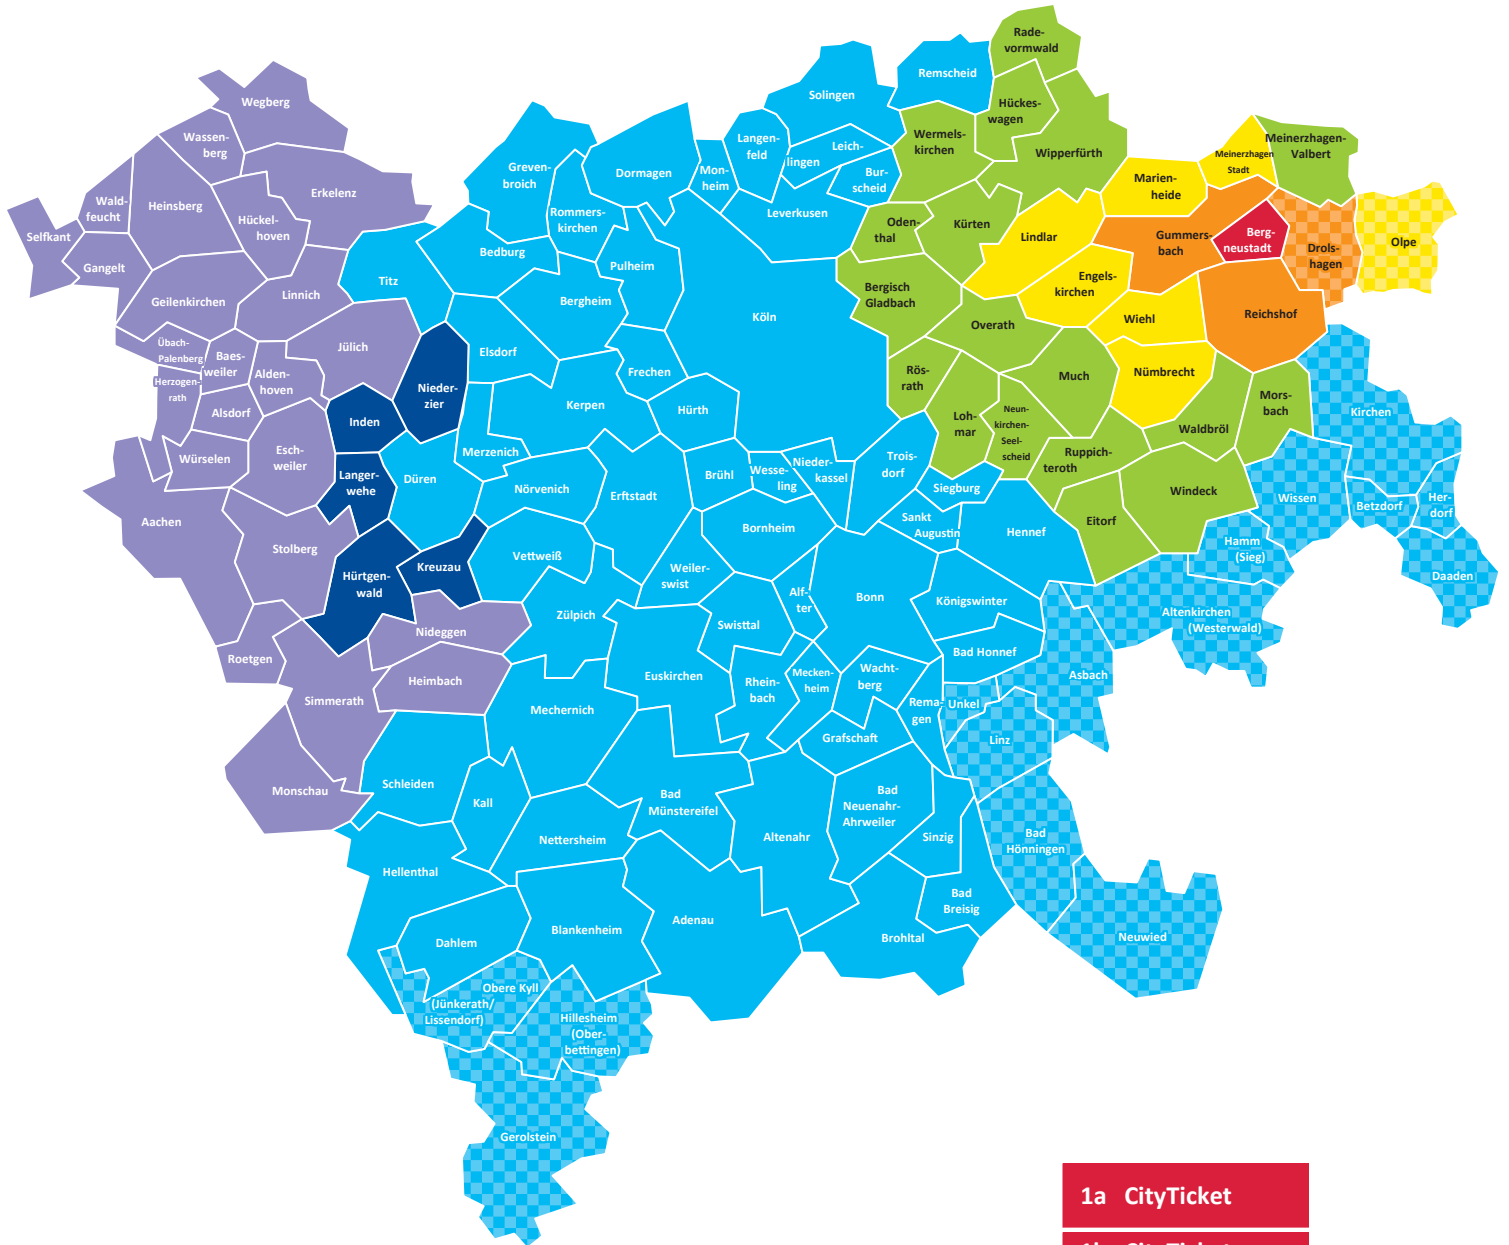 Rade-
vormwald
Remscheid
Solingen
Hückes-
wagen
Wegberg
Wassen-
berg
Wermels-
kirchen
Wipperfürth
Meinerzhagen-
Valbert
Meinerzhagen
Stadt
Langen-
feld
Leich-
lingen
Bur-
scheid
Mon-
heim
Dormagen
Greven-
broich
Erkelenz
Wald-
feucht
Heinsberg
Hückel-
hoven
Selfkant
Gangelt
Rommers-
kirchen
Leverkusen
Marien-
heide
Oden-
thal
Kürten
Lindlar
Gummers-
bach
Berg-
neustadt
Drols-
hagen
Olpe
Bedburg
Pulheim
Titz
Geilenkirchen
Linnich
Bergheim
Köln
Bergisch
Gladbach
Engels-
kirchen
Overath
Wiehl
Reichshof
Übach-
Palenberg
Baes-
weiler
Jülich
Elsdorf
Frechen
Herzogen-
rath
Alden-
hoven
Nieder-
zier
Rös-
rath
Much
Nümbrecht
Alsdorf
Inden
Kerpen
Hürth
Loh-
mar
Neun-
kirchen-
Seel-
scheid
Waldbröl
Mors-
bach
Kirchen
Würselen
Esch-
weiler
Langer-
wehe
Düren
Merzenich
Nörvenich
Erftstadt
Brühl
Wesse-
ling
Nieder-
kassel
Trois-
dorf
Siegburg
Ruppich-
teroth
Windeck
Wissen
Betzdorf
Her-
dorf
Aachen
Stolberg
Vettweiß
Bornheim
Sankt
Augustin
Hennef
Eitorf
Hamm
(Sieg)
Daaden
Hürtgen-
wald
Kreuzau
Weiler-
swist
Alf-
ter
Bonn
Königswinter
Altenkirchen
(Westerwald)
Nideggen
Zülpich
Swisttal
Bad Honnef
Asbach
Roetgen
Heimbach
Simmerath
Euskirchen
Rhein-
bach
Mecken-
heim
Wacht-
berg
Rema-
gen
Unkel
Linz
Mechernich
Grafschaft
Monschau
Schleiden
Kall
Bad
Münstereifel
Bad
Neuenahr-
Ahrweiler
Altenahr
Sinzig
Bad
Hönningen
Nettersheim
Hellenthal
Bad
Breisig
Adenau
Blankenheim
Dahlem
Brohltal
Neuwied
Obere Kyll
(Jünkerath/
Lissendorf)
Hillesheim
(Ober-
bettingen)
Gerolstein
1a CityTicket